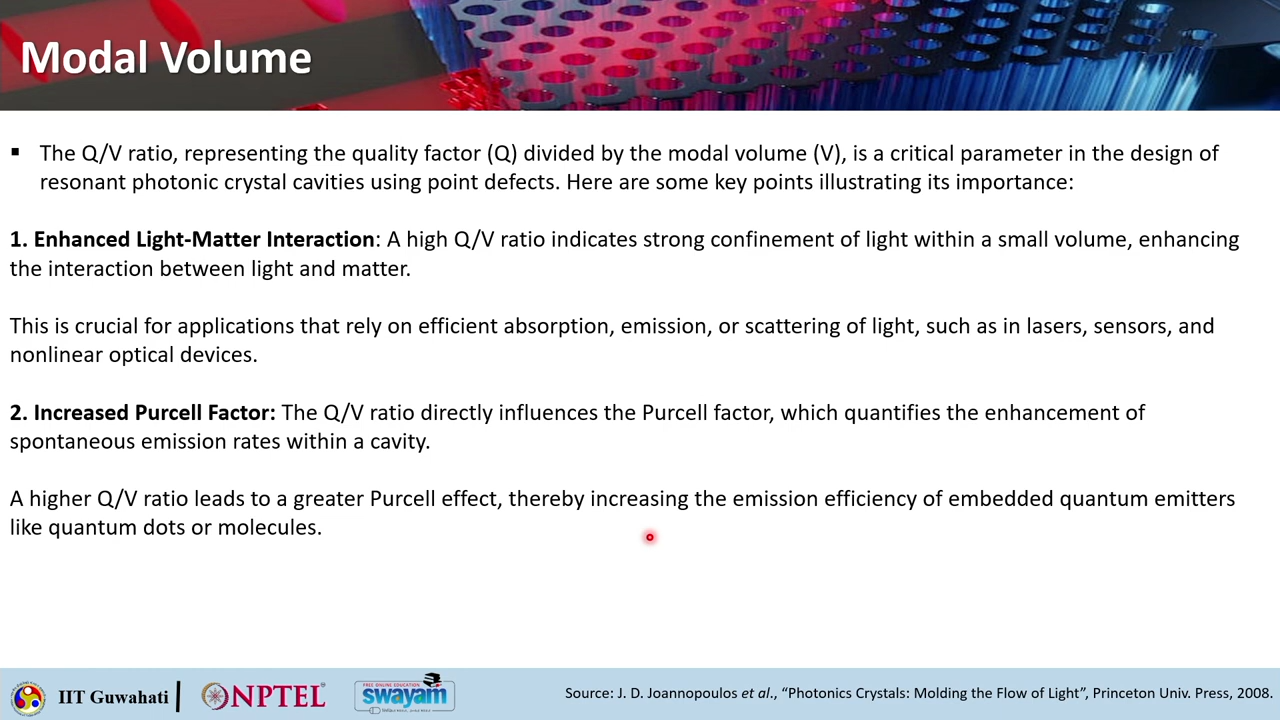 Modal Volume
▪ The Q/V ratio, representing the quality factor (Q) divided by the modal volume (V), is a critical parameter in the design of
resonant photonic crystal cavities using point defects. Here are some key points illustrating its importance:
1. Enhanced Light-Matter Interaction: A high Q/V ratio indicates strong confinement of light within a small volume, enhancing
the interaction between light and matter.
This is crucial for applications that rely on efficient absorption, emission, or scattering of light, such as in lasers, sensors, and
nonlinear optical devices.
2. Increased Purcell Factor: The Q/V ratio directly influences the Purcell factor, which quantifies the enhancement of
spontaneous emission rates within a cavity.
A higher Q/V ratio leads to a greater Purcell effect, thereby increasing the emission efficiency of embedded quantum emitters
like quantum dots or molecules.
IIT Guwahati
NPTEL
FREE ONLINE EDUCATION
swayam
Source: J. D. Joannopoulos et al., “Photonics Crystals: Molding the Flow of Light”, Princeton Univ. Press, 2008.